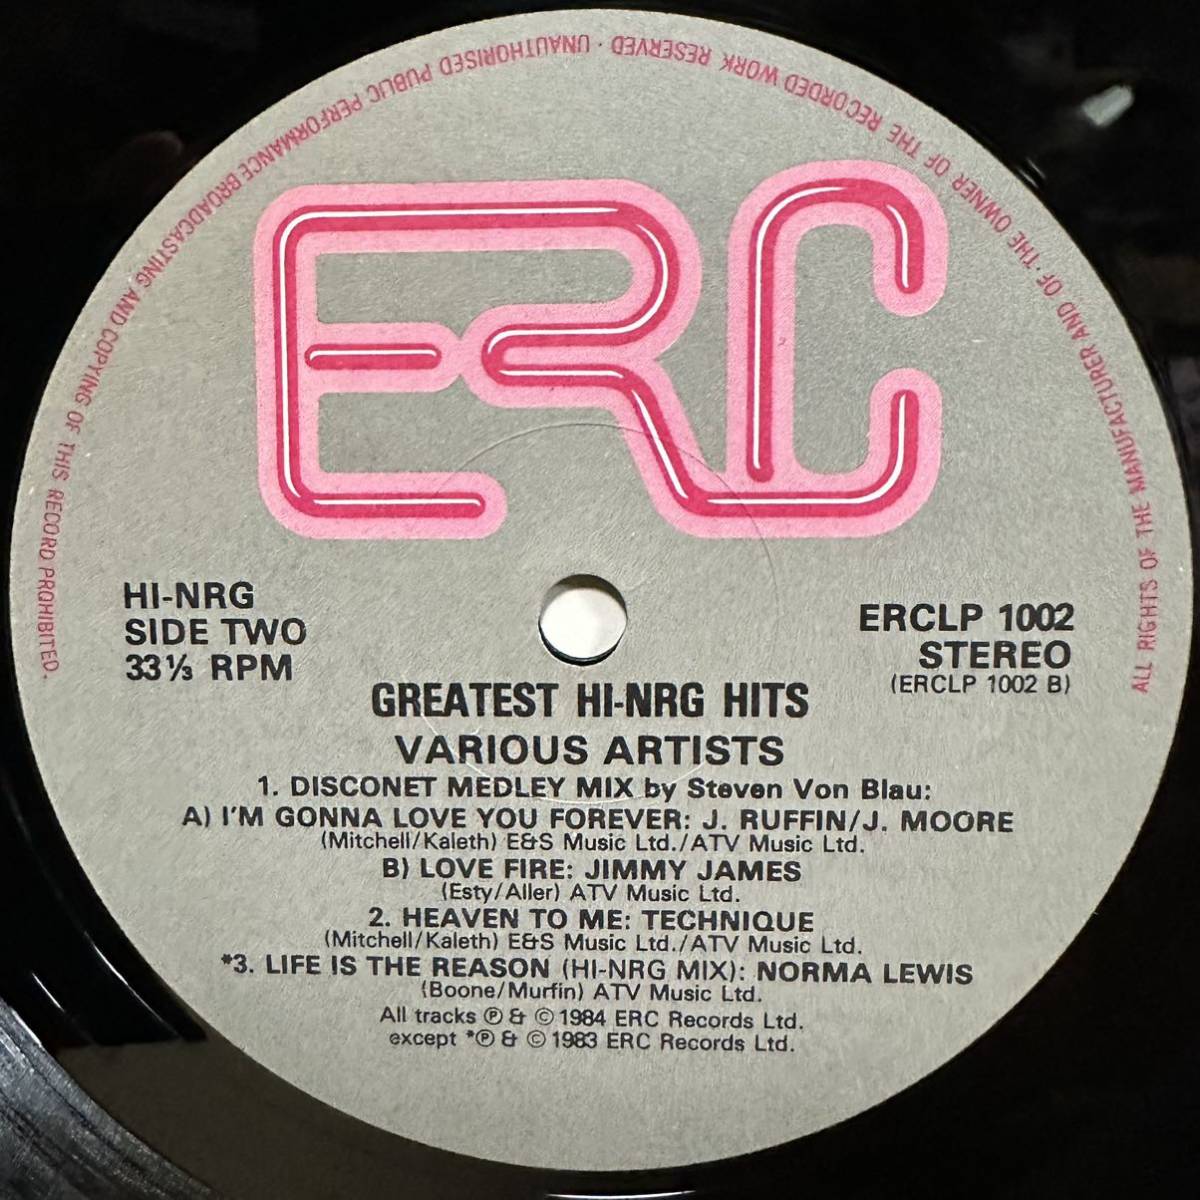 ALL RIGHTS OF THE MANUFACTURER AND OF THE OWNER OF THE RECORDED WORK RESERVED · UNAUTHORISED PUBLIC PERFORMANCE BROADCASTING AND COPYING OF THIS RECORD PROHIBITED.
ERC
HI-NRG
SIDE TWO
33⅓ RPM
ERCLP 1002
STEREO
(ERCLP 1002 B)
GREATEST HI-NRG HITS
VARIOUS ARTISTS
1. DISCONET MEDLEY MIX by Steven Von Blau:
A) I'M GONNA LOVE YOU FOREVER: J. RUFFIN/J. MOORE
(Mitchell/Kaleth) E&S Music Ltd./ATV Music Ltd.
B) LOVE FIRE: JIMMY JAMES
(Esty/Aller) ATV Music Ltd.
2. HEAVEN TO ME: TECHNIQUE
(Mitchell/Kaleth) E&S Music Ltd./ATV Music Ltd.
*3. LIFE IS THE REASON (HI-NRG MIX): NORMA LEWIS
(Boone/Murfin) ATV Music Ltd.
All tracks ℗ & © 1984 ERC Records Ltd.
except *℗ & © 1983 ERC Records Ltd.